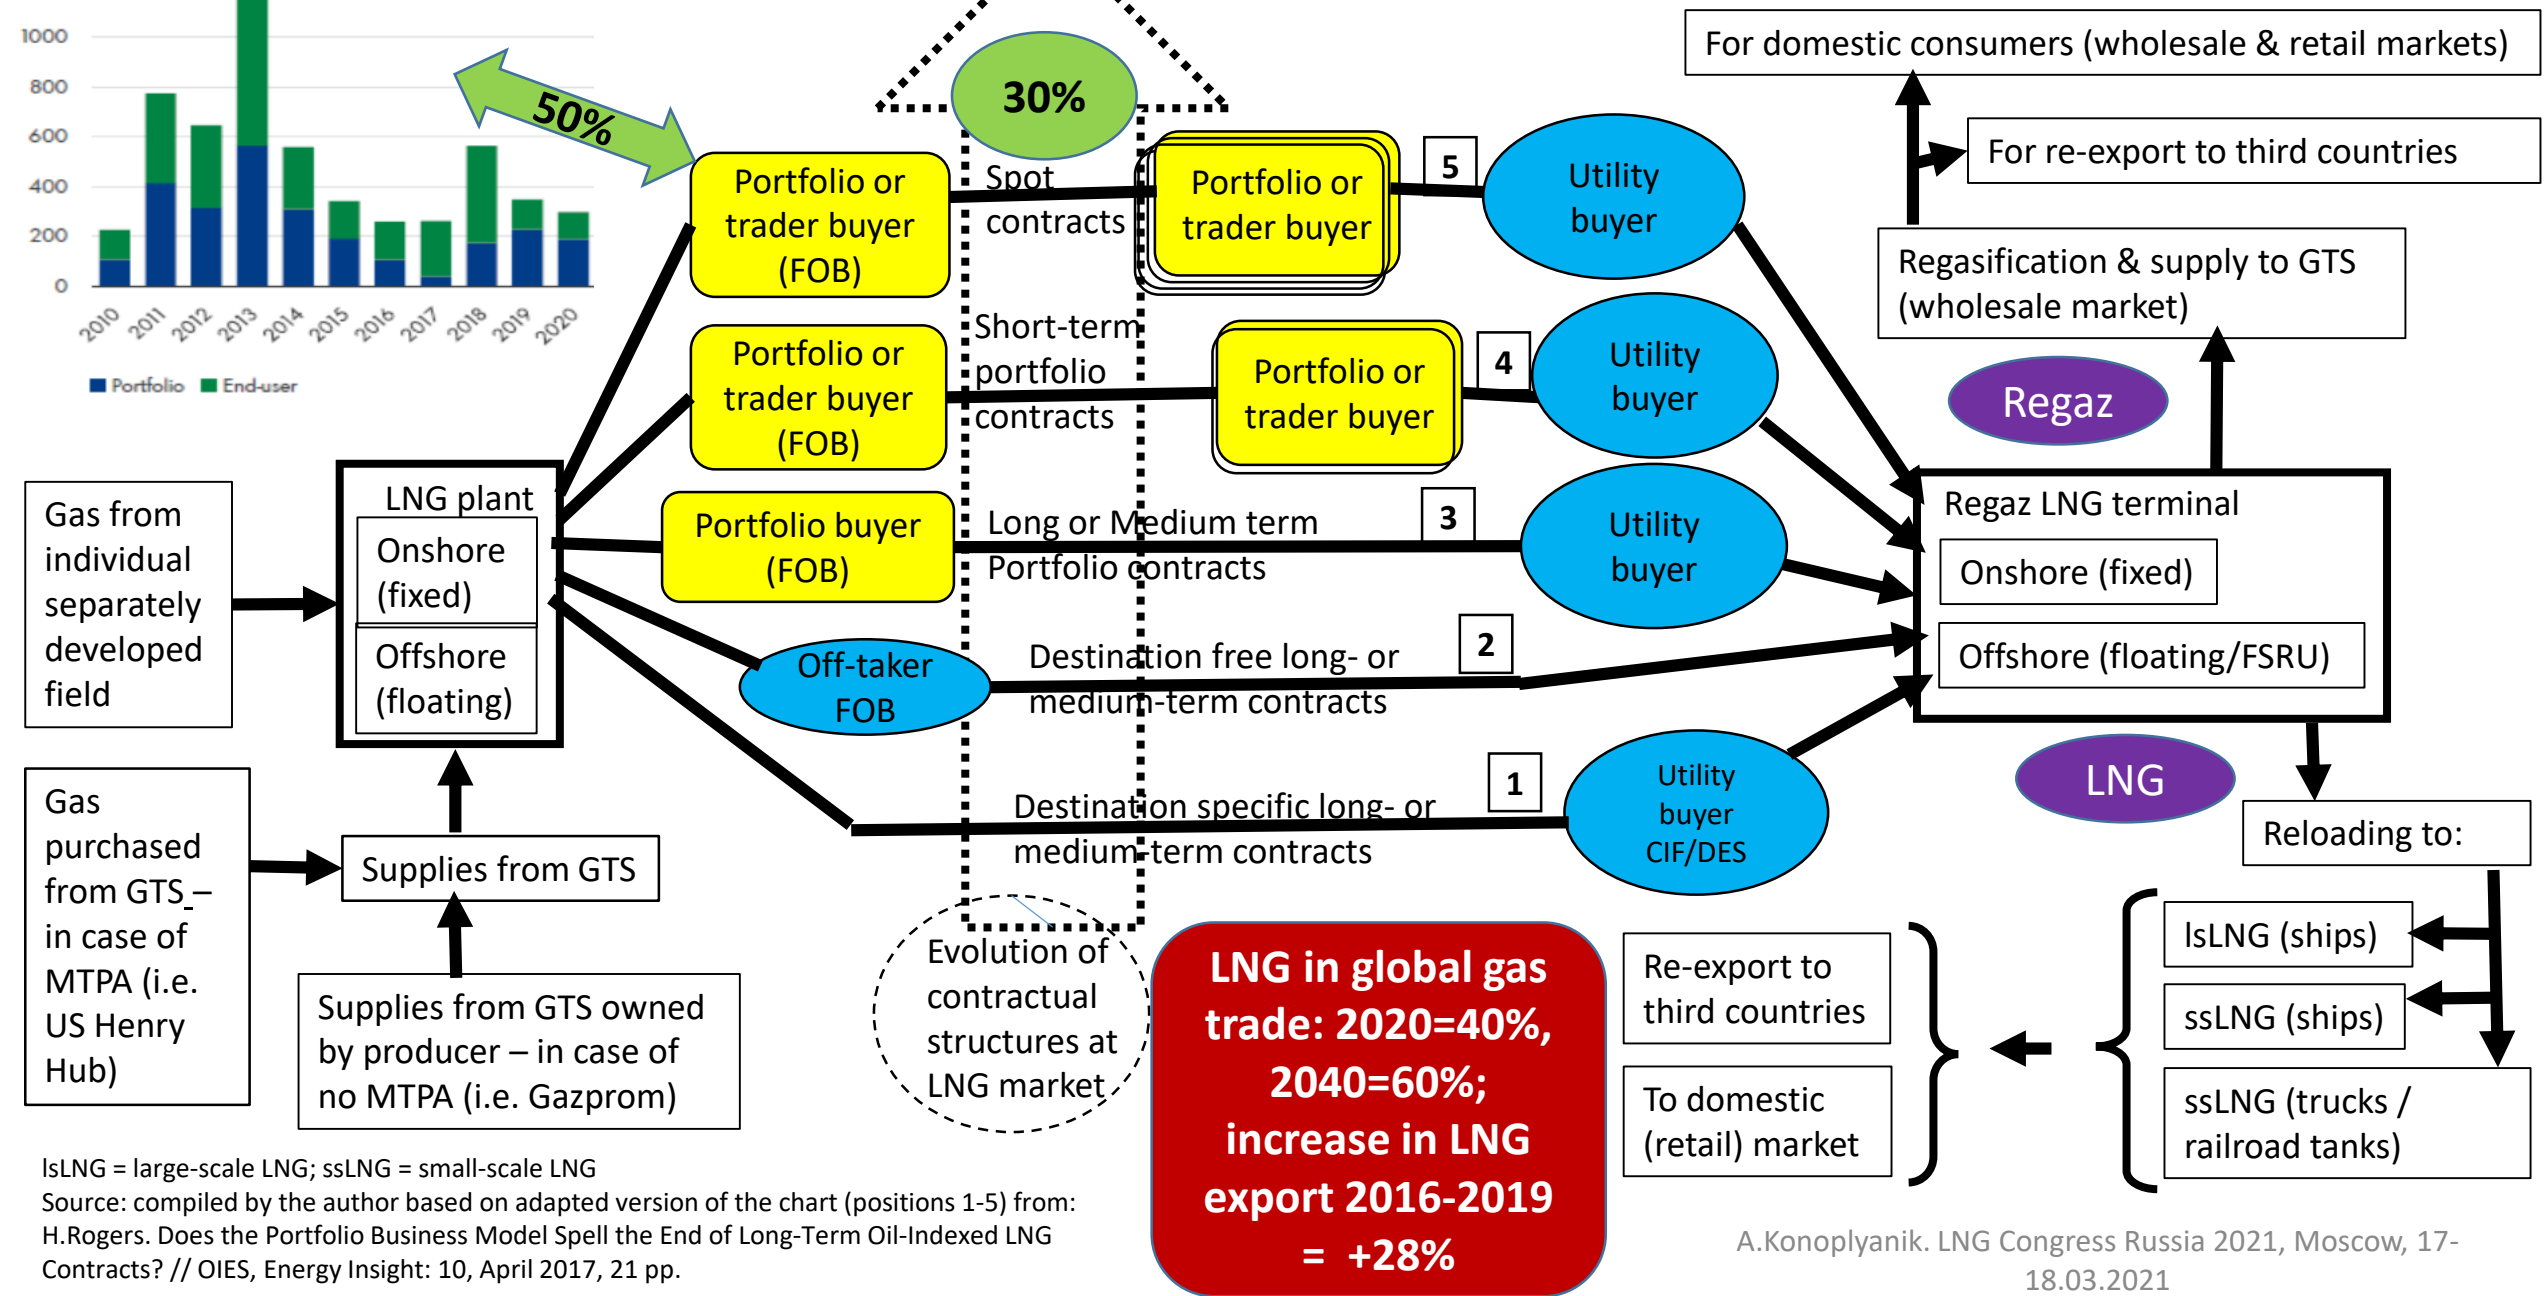 1000
800
600
400
200
0
2010
2011
2012
2013
2014
2015
2016
2017
2018
2019
2020
Portfolio
End-user
50%
30%
Portfolio or
trader buyer
(FOB)
Spot
contracts
Portfolio or
trader buyer
5
Utility
buyer
Portfolio or
trader buyer
(FOB)
Short-term
portfolio
contracts
Portfolio or
trader buyer
4
Utility
buyer
Portfolio buyer
(FOB)
Long or Medium term
Portfolio contracts
3
Utility
buyer
Off-taker
FOB
Destination free long- or
medium-term contracts
2
Destination specific long- or
medium-term contracts
1
Utility
buyer
CIF/DES
LNG plant
Onshore
(fixed)
Offshore
(floating)
Gas from
individual
separately
developed
field
Gas
purchased
from GTS –
in case of
MTPA (i.e.
US Henry
Hub)
Supplies from GTS
Supplies from GTS owned
by producer – in case of
no MTPA (i.e. Gazprom)
Evolution of
contractual
structures at
LNG market
LNG in global gas
trade: 2020=40%,
2040=60%;
increase in LNG
export 2016-2019
= +28%
For domestic consumers (wholesale & retail markets)
For re-export to third countries
Regasification & supply to GTS
(wholesale market)
Regaz
Regaz LNG terminal
Onshore (fixed)
Offshore (floating/FSRU)
LNG
Reloading to:
lsLNG (ships)
ssLNG (ships)
ssLNG (trucks /
railroad tanks)
Re-export to
third countries
To domestic
(retail) market
lsLNG = large-scale LNG; ssLNG = small-scale LNG
Source: compiled by the author based on adapted version of the chart (positions 1-5) from:
H.Rogers. Does the Portfolio Business Model Spell the End of Long-Term Oil-Indexed LNG
Contracts? // OIES, Energy Insight: 10, April 2017, 21 pp.
A.Konoplyanik. LNG Congress Russia 2021, Moscow, 17-
18.03.2021